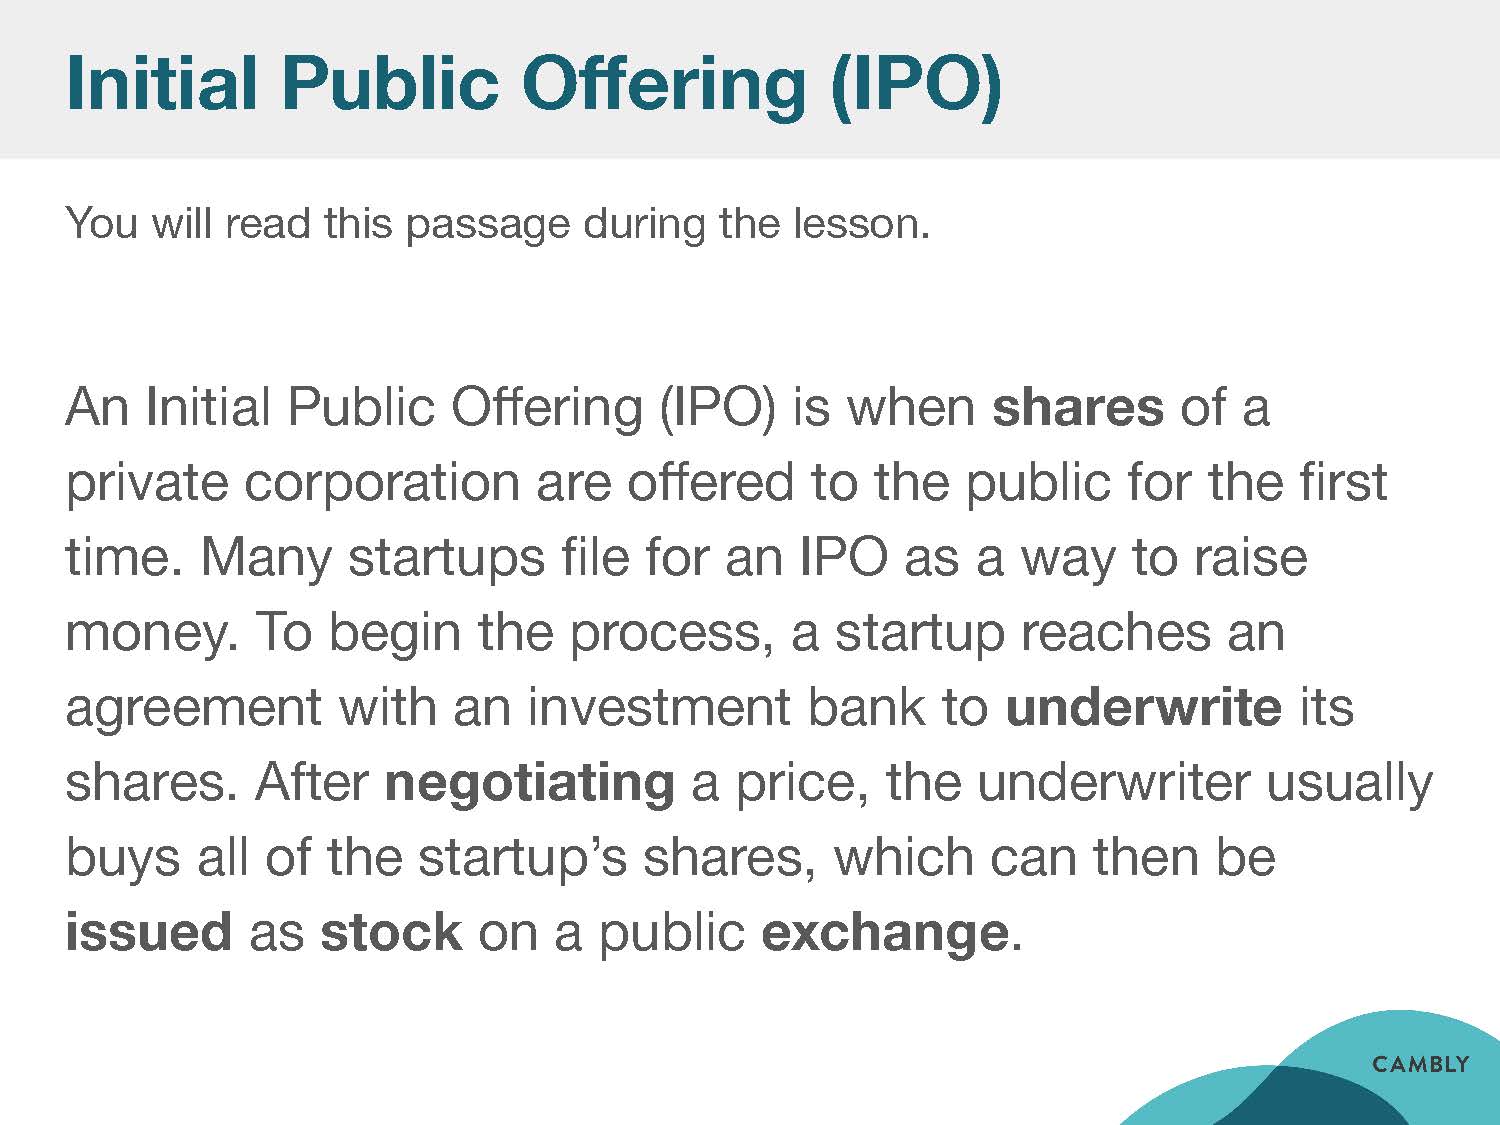 Initial Public Offering (IPO)
You will read this passage during the lesson.
An Initial Public Offering (IPO) is when shares of a
private corporation are offered to the public for the first
time. Many startups file for an IPO as a way to raise
money. To begin the process, a startup reaches an
agreement with an investment bank to underwrite its
shares. After negotiating a price, the underwriter usually
buys all of the startup’s shares, which can then be
issued as stock on a public exchange.
CAMBLY